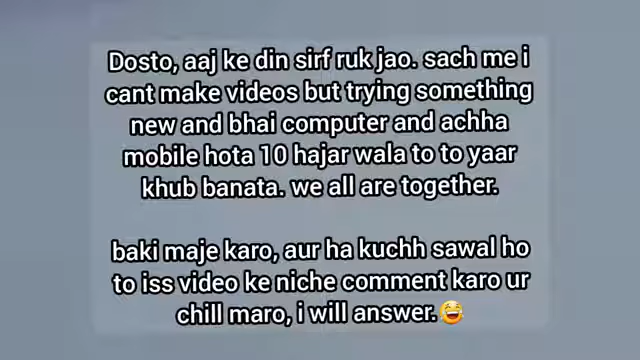 Dosto, aaj ke din sirf ruk jao. sach me i
cant make videos but trying something
new and bhai computer and achha
mobile hota 10 hajar wala to to yaar
khub banata. we all are together.
baki maje karo, aur ha kuchh sawal ho
to iss video ke niche comment karo ur
chill maro, i will answer.😂